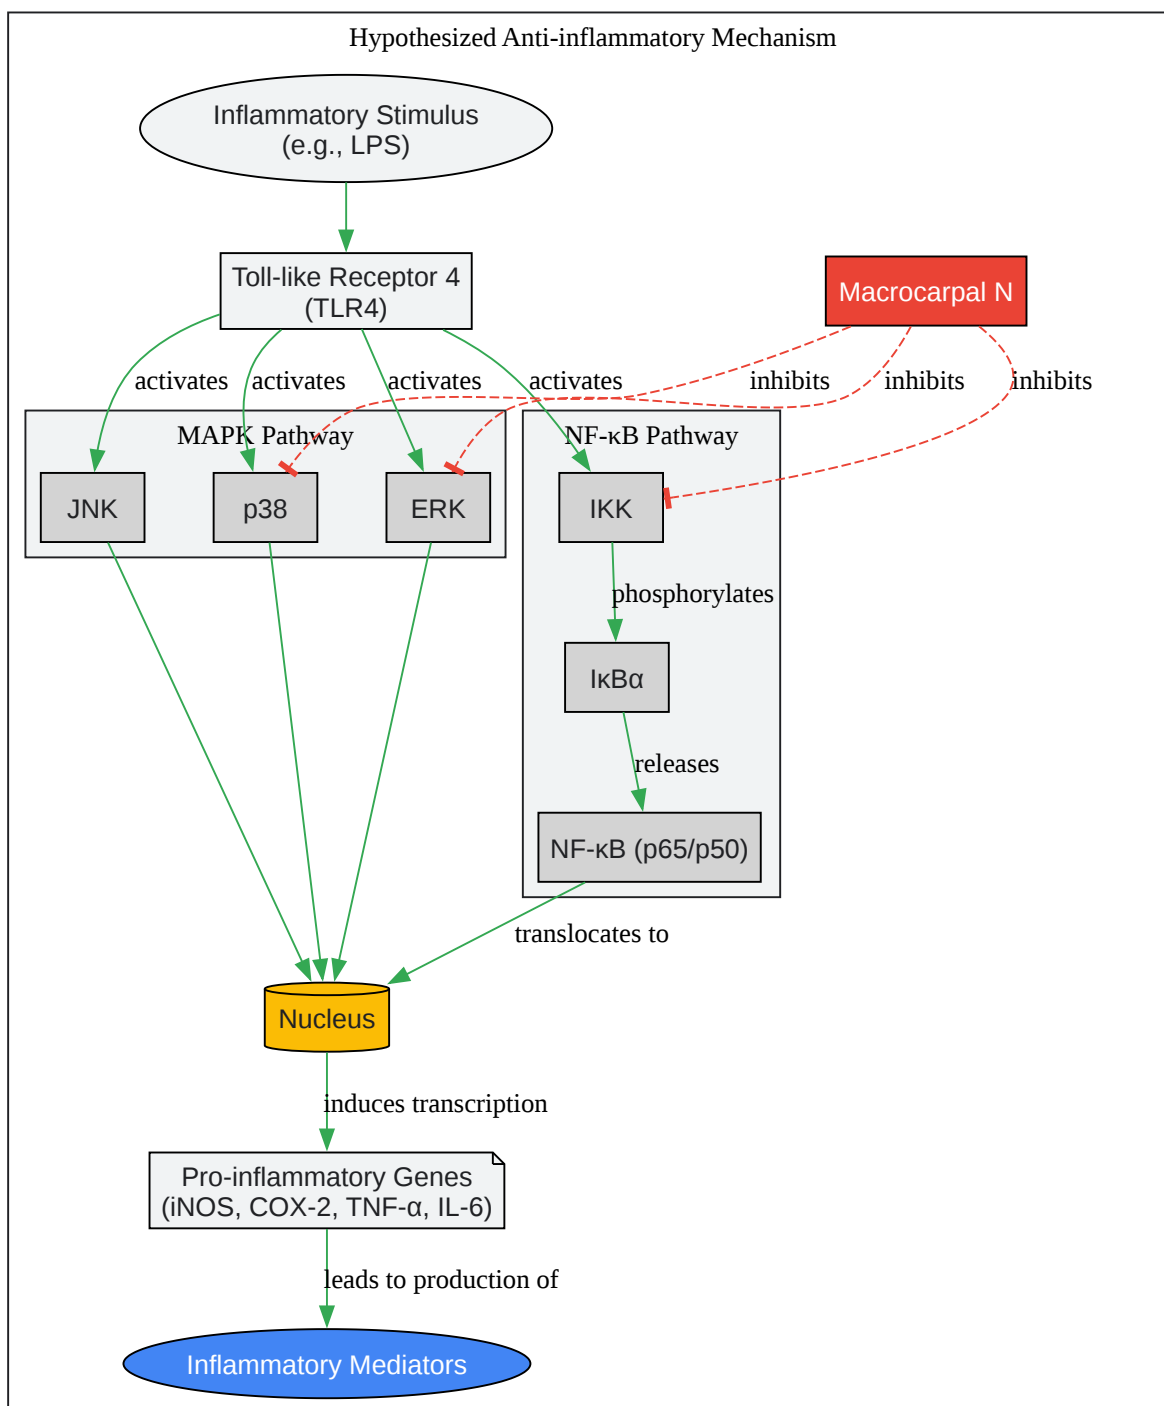 Hypothesized Anti-inflammatory Mechanism
Inflammatory Stimulus
(e.g., LPS)
Toll-like Receptor 4
(TLR4)
Macrocarpal N
activates
activates
activates
activates
inhibits
inhibits
inhibits
MAPK Pathway
NF-κB Pathway
JNK
p38
ERK
IKK
phosphorylates
IκBα
releases
NF-κB (p65/p50)
translocates to
Nucleus
induces transcription
Pro-inflammatory Genes
(iNOS, COX-2, TNF-α, IL-6)
leads to production of
Inflammatory Mediators